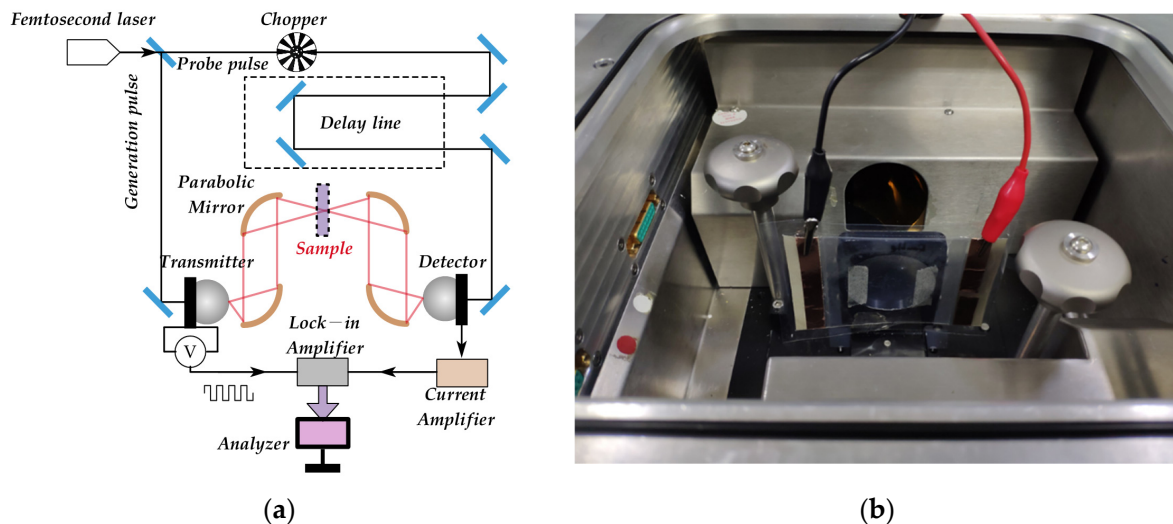 Femtosecond laser
Chopper
Probe pulse
Generation pulse
Delay line
Parabolic
Mirror
Sample
Transmitter
Detector
Lock−in
Amplifier
V
Current
Amplifier
Analyzer
(a)
(b)